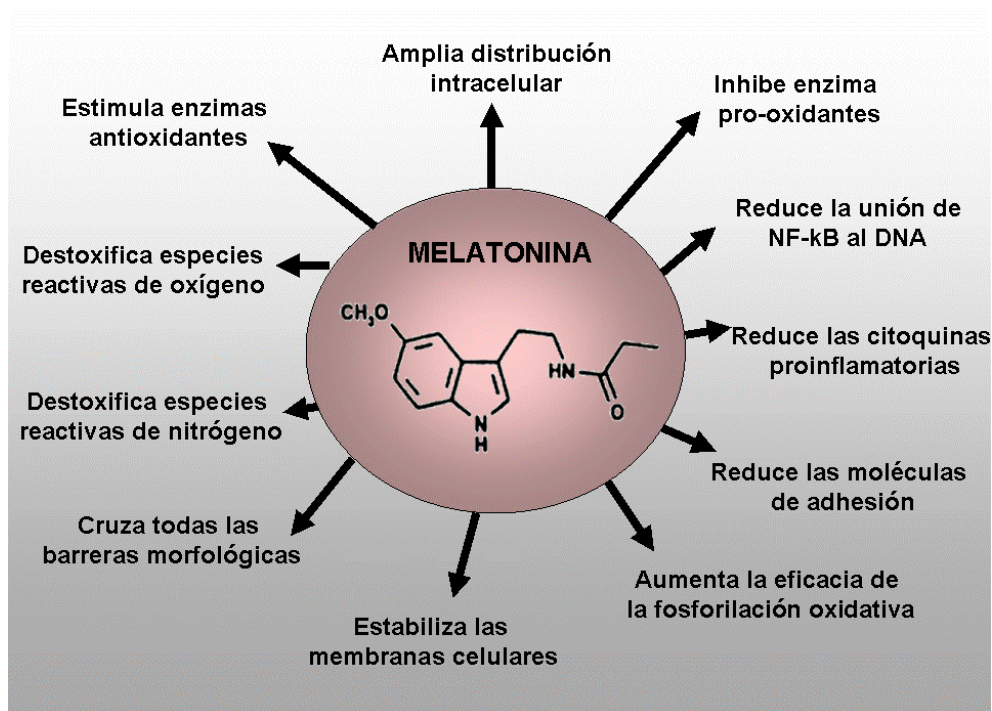 Amplia distribución
intracelular
Inhibe enzima
pro-oxidantes
Estimula enzimas
antioxidantes
Reduce la unión de
NF-kB al DNA
MELATONINA
Destoxifica especies
reactivas de oxígeno
CH3O
HN
O
N
H
Reduce las citoquinas
proinflamatorias
Destoxifica especies
reactivas de nitrógeno
Reduce las moléculas
de adhesión
Cruza todas las
barreras morfológicas
Aumenta la eficacia de
la fosforilación oxidativa
Estabiliza las
membranas celulares